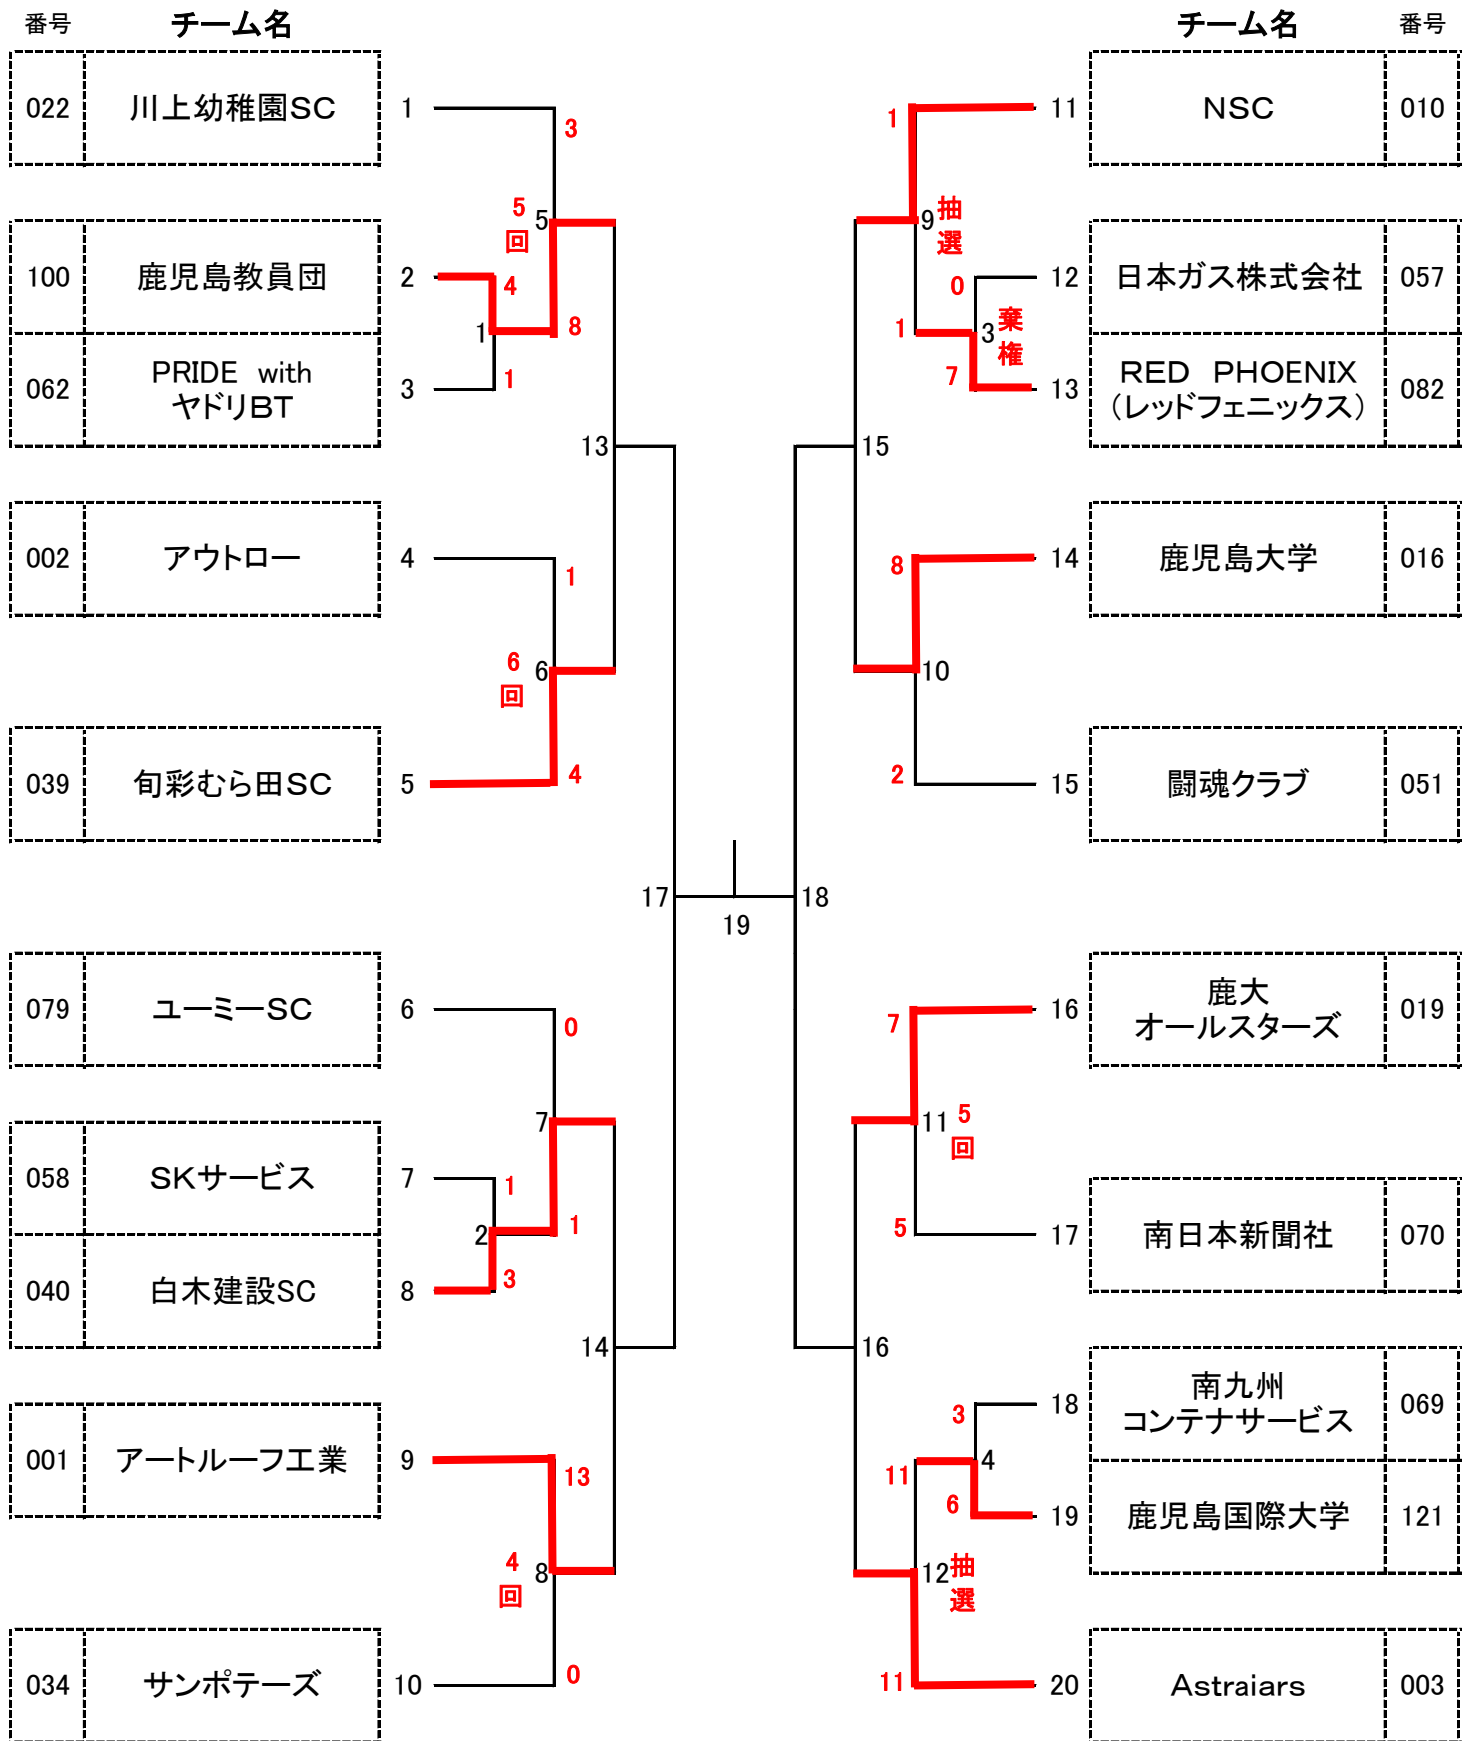 番号 チーム名
022 川上幼稚園SC 1
3
5
回
5
100 鹿児島教員団 2
4
1
8
062 PRIDE with
ヤドリBT 3
1
13
002 アウトロー 4
1
6
回
6
039 旬彩むら田SC 5
4
17
19
18
079 ユーミーSC 6
0
7
058 SKサービス 7
1
2
1
040 白木建設SC 8
3
14
001 アートルーフ工業 9
13
4
回
8
034 サンポテーズ 10
0
チーム名 番号
1
11 NSC 010
9
抽
選
0
12 日本ガス株式会社 057
1
3
棄
権
7
13 RED PHOENIX
(レッドフェニックス) 082
15
8
14 鹿児島大学 016
10
2
15 闘魂クラブ 051
7
16 鹿大
オールスターズ 019
11
5
回
5
17 南日本新聞社 070
16
3
18 南九州
コンテナサービス 069
11
4
6
19 鹿児島国際大学 121
12
抽
選
11
20 Astraiars 003